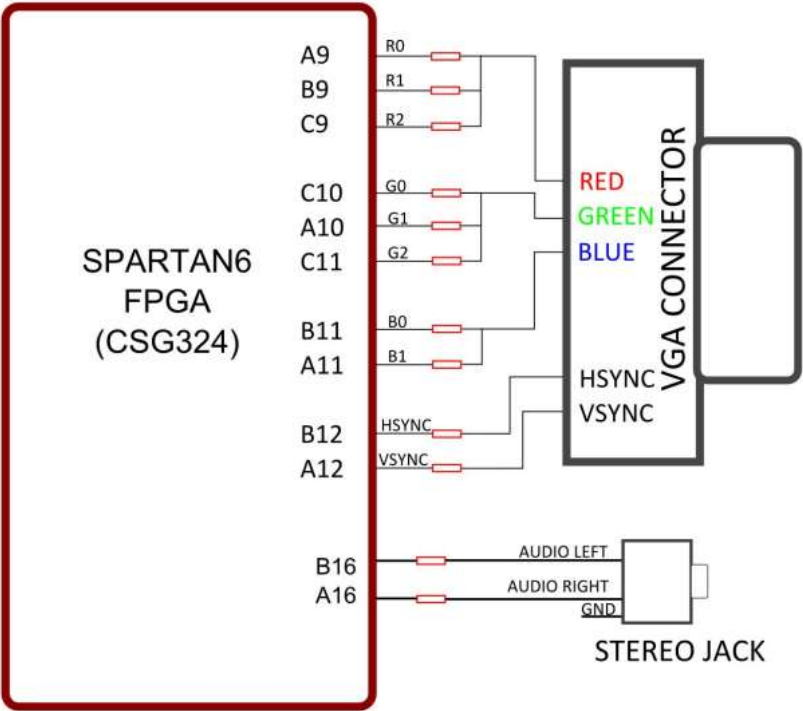 A9 R0
B9 R1
C9 R2
C10 G0
A10 G1
C11 G2
B11 B0
A11 B1
B12 HSYNC
A12 VSYNC
B16
A16
SPARTAN6
FPGA
(CSG324)
RED
GREEN
BLUE
HSYNC
VSYNC
VGA CONNECTOR
AUDIO LEFT
AUDIO RIGHT
GND
STEREO JACK